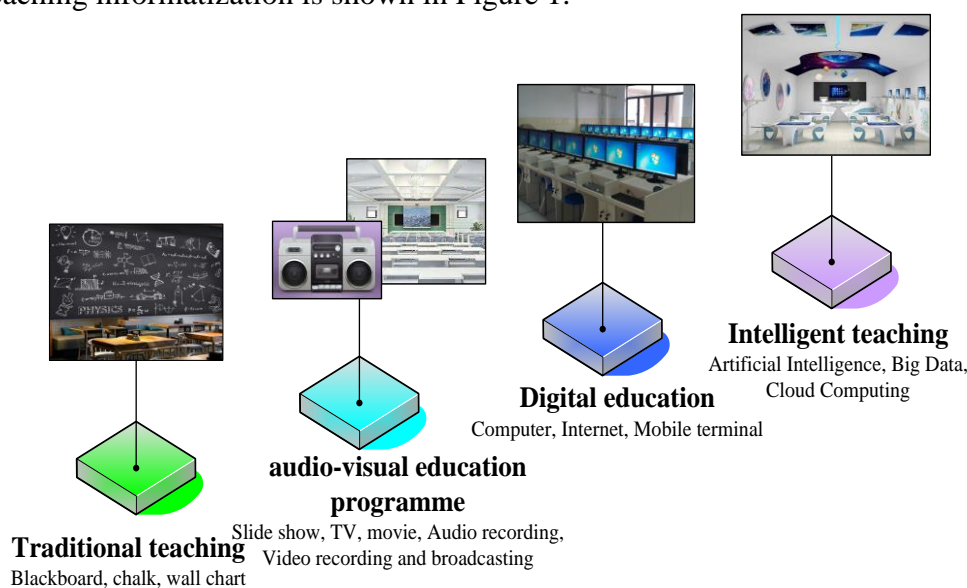 aching informatization is shown in Figure 1.
PHYSICS
Intelligent teaching
Artificial Intelligence, Big Data,
Cloud Computing
Digital education
Computer, Internet, Mobile terminal
audio-visual education
programme
Slide show, TV, movie, Audio recording,
Video recording and broadcasting
Traditional teaching
Blackboard, chalk, wall chart